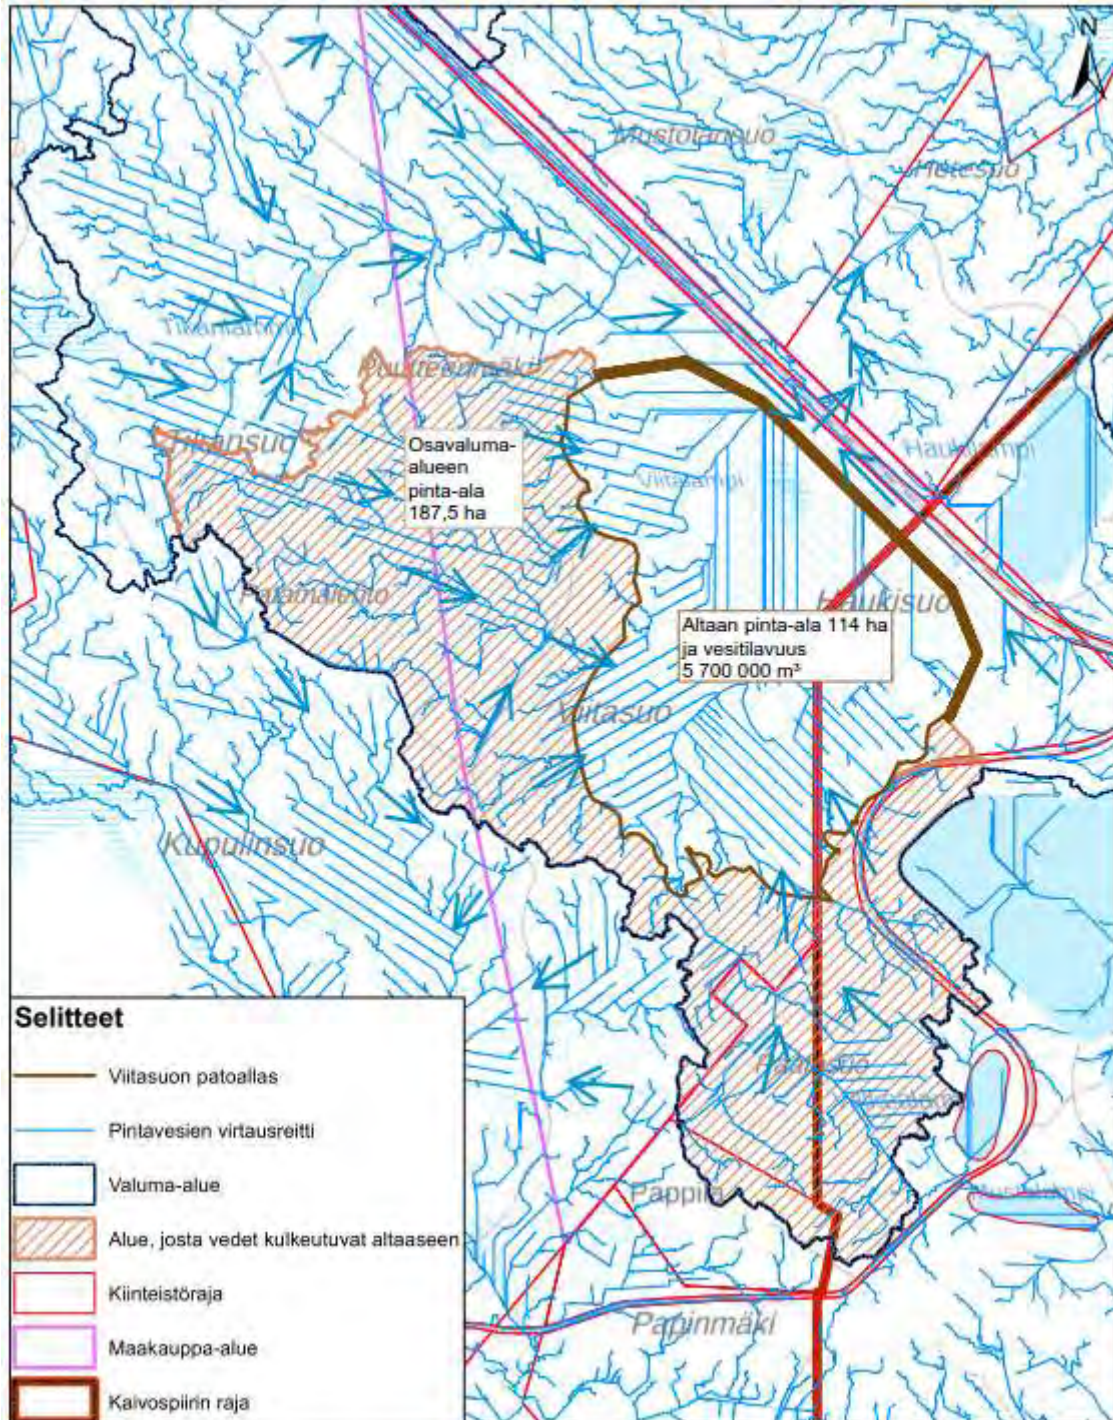 N
Mustolansuo
Hetesuo
Tikansuo
Osavaluma-
alueen
pinta-ala
187,5 ha
Viitalampi
Haukilampi
Haukisuo
Altaan pinta-ala 114 ha
ja vesitilavuus
5 700 000 m³
Viitasuo
Kupulinsuo
Pappila
Papinmäki
Selitteet
Viitasuon patoallas
Pintavesien virtausreitti
Valuma-alue
Alue, josta vedet kulkeutuvat altaaseen
Kiinteistöraja
Maakauppa-alue
Kaivospiirin raja